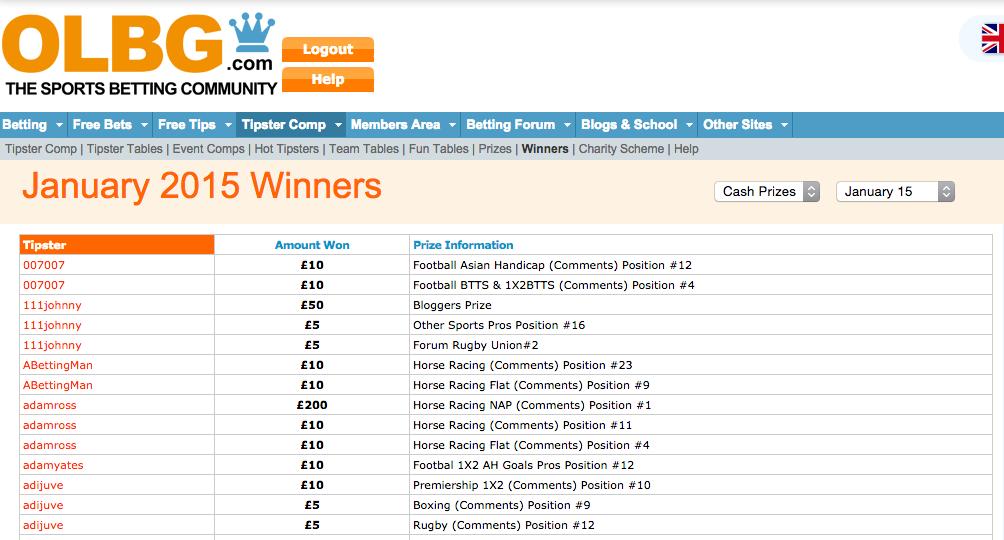 OLBG.com
THE SPORTS BETTING COMMUNITY
Logout
Help
Betting Free Bets Free Tips Tipster Comp Members Area Betting Forum Blogs & School Other Sites
Tipster Comp | Tipster Tables | Event Comps | Hot Tipsters | Team Tables | Fun Tables | Prizes | Winners | Charity Scheme | Help
January 2015 Winners
Cash Prizes January 15
Tipster Amount Won Prize Information
007007 £10 Football Asian Handicap (Comments) Position #12
007007 £10 Football BTTS & 1X2BTTS (Comments) Position #4
111johnny £50 Bloggers Prize
111johnny £5 Other Sports Pros Position #16
111johnny £5 Forum Rugby Union#2
ABettingMan £10 Horse Racing (Comments) Position #23
ABettingMan £10 Horse Racing Flat (Comments) Position #9
adamross £200 Horse Racing NAP (Comments) Position #1
adamross £10 Horse Racing (Comments) Position #11
adamross £10 Horse Racing Flat (Comments) Position #4
adamyates £10 Footbal 1X2 AH Goals Pros Position #12
adijuve £10 Premiership 1X2 (Comments) Position #10
adijuve £5 Boxing (Comments) Position #9
adijuve £5 Rugby (Comments) Position #12